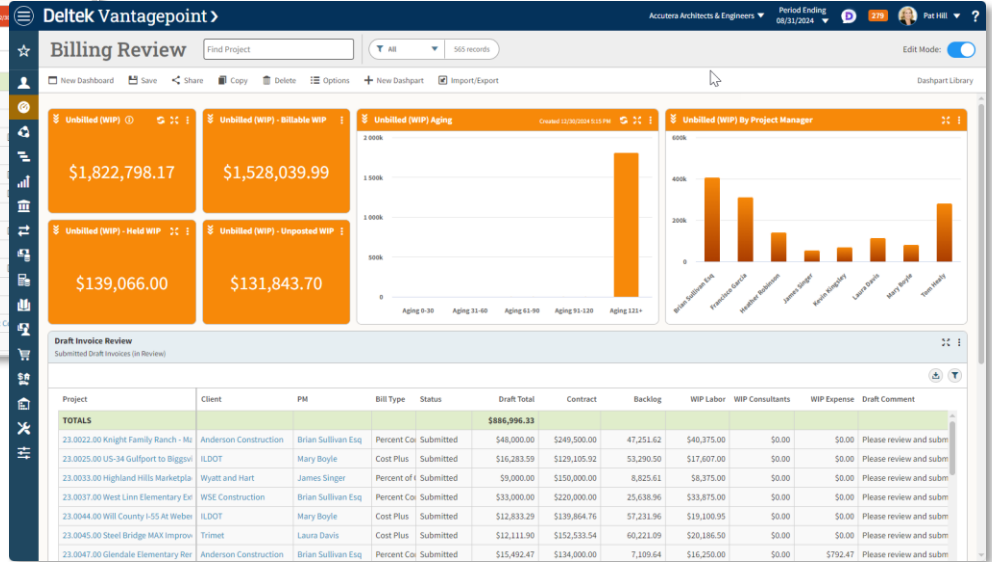 Deltek Vantagepoint
Accutera Architects & Engineers
Period Ending
08/31/2024
D
279
Pat Hill
?
Billing Review
Find Project
All
565 records
Edit Mode:
New Dashboard Save Share Copy Delete Options New Dashpart Import/Export
Dashpart Library
Unbilled (WIP)
$1,822,798.17
Unbilled (WIP) - Billable WIP
$1,528,039.99
Unbilled (WIP) - Held WIP
$139,066.00
Unbilled (WIP) - Unposted WIP
$131,843.70
Unbilled (WIP) Aging
Created 12/30/2024 5:15 PM
2 000k
1 500k
1 000k
500k
0
Aging 0-30 Aging 31-60 Aging 61-90 Aging 91-120 Aging 121+
Unbilled (WIP) By Project Manager
600k
400k
200k
0
Brian Sullivan Esq Francisco Garcia Heather Robinson James Singer Kevin Kingsley Laura Davis Mary Boyle Tom Healy
Draft Invoice Review
Submitted Draft Invoices (in Review)
Project Client PM Bill Type Status Draft Total Contract Backlog WIP Labor WIP Consultants WIP Expense Draft Comment
TOTALS $886,996.33
23.0022.00 Knight Family Ranch - Ma Anderson Construction Brian Sullivan Esq Percent Co Submitted $48,000.00 $249,500.00 47,251.62 $40,375.00 $0.00 $0.00 Please review and subm
23.0025.00 US-34 Gulfport to Biggsvi ILDOT Mary Boyle Cost Plus Submitted $16,283.59 $129,105.92 53,290.50 $17,607.00 $0.00 $0.00 Please review and subm
23.0033.00 Highland Hills Marketpla Wyatt and Hart James Singer Percent of Submitted $9,000.00 $150,000.00 8,825.61 $8,375.00 $0.00 $0.00 Please review and subm
23.0037.00 West Linn Elementary Ex WSE Construction Brian Sullivan Esq Percent Co Submitted $33,000.00 $220,000.00 25,638.96 $33,875.00 $0.00 $0.00 Please review and subm
23.0044.00 Will County I-55 At Weber ILDOT Mary Boyle Cost Plus Submitted $12,833.29 $139,864.76 57,231.96 $19,100.95 $0.00 $0.00 Please review and subm
23.0045.00 Steel Bridge MAX Improv Trimet Laura Davis Cost Plus Submitted $12,111.90 $152,533.54 60,221.09 $20,186.50 $0.00 $0.00 Please review and subm
23.0047.00 Glendale Elementary Rer Anderson Construction Brian Sullivan Esq Percent Co Submitted $15,492.47 $134,000.00 7,109.64 $16,250.00 $0.00 $792.47 Please review and subm